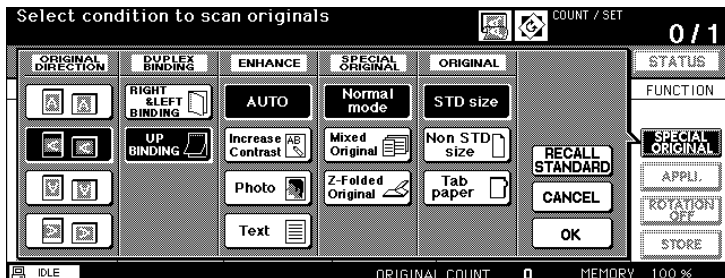 Select condition to scan originals
COUNT / SET
0 / 1
ORIGINAL
DIRECTION
DUPLEX
BINDING
ENHANCE
SPECIAL
ORIGINAL
ORIGINAL
STATUS
FUNCTION
RIGHT
&LEFT
BINDING
UP
BINDING
AUTO
Increase
Contrast
AB
Photo
Text
Normal
mode
Mixed
Original
Z-Folded
Original
STD size
Non STD
size
Tab
paper
RECALL
STANDARD
CANCEL
OK
SPECIAL
ORIGINAL
APPLI.
ROTATION
OFF
STORE
IDLE
ORIGINAL COUNT 0 MEMORY 100 %